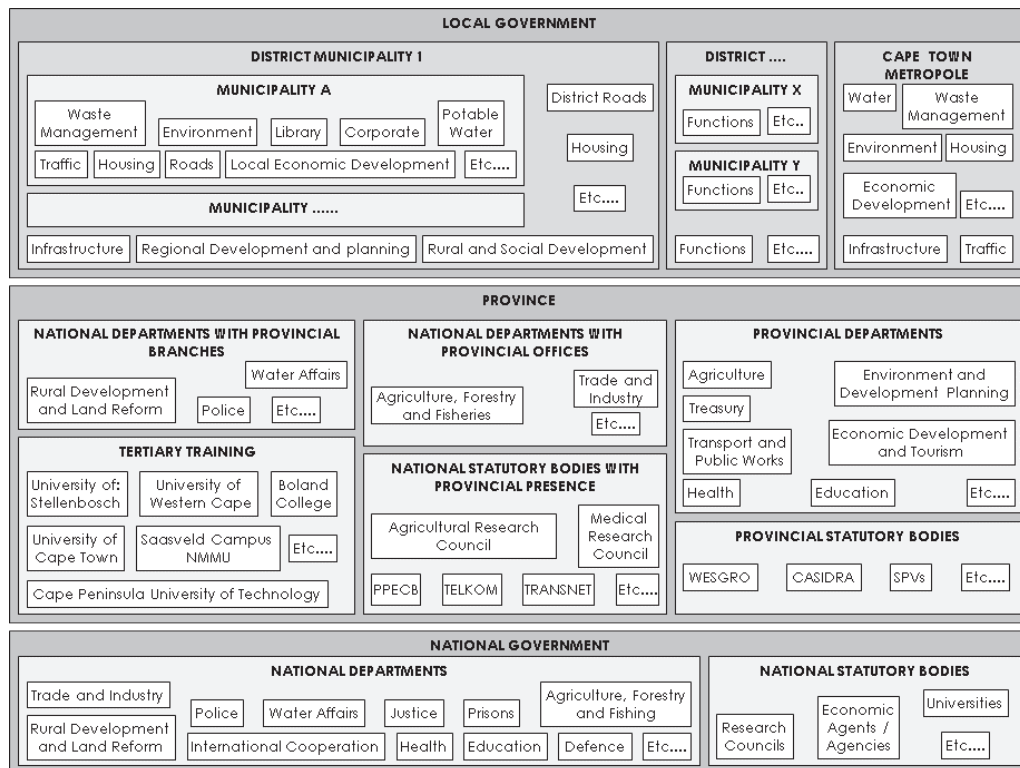 LOCAL GOVERNMENT
DISTRICT MUNICIPALITY 1
MUNICIPALITY A
Waste
Management
Environment
Library
Corporate
Potable
Water
Traffic
Housing
Roads
Local Economic Development
Etc....
MUNICIPALITY ......
District Roads
Housing
Etc....
Infrastructure
Regional Development and planning
Rural and Social Development
DISTRICT ....
MUNICIPALITY X
Functions
Etc..
MUNICIPALITY Y
Functions
Etc..
Functions
Etc....
CAPE TOWN
METROPOLE
Water
Waste
Management
Environment
Housing
Economic
Development
Etc....
Infrastructure
Traffic
PROVINCE
NATIONAL DEPARTMENTS WITH PROVINCIAL
BRANCHES
Water Affairs
Rural Development
and Land Reform
Police
Etc....
TERTIARY TRAINING
University of:
Stellenbosch
University of
Western Cape
Boland
College
University of
Cape Town
Saasveld Campus
NMMU
Etc....
Cape Peninsula University of Technology
NATIONAL DEPARTMENTS WITH
PROVINCIAL OFFICES
Agriculture, Forestry
and Fisheries
Trade and
Industry
Etc....
NATIONAL STATUTORY BODIES WITH
PROVINCIAL PRESENCE
Agricultural Research
Council
Medical
Research
Council
PPECB
TELKOM
TRANSNET
Etc....
PROVINCIAL DEPARTMENTS
Agriculture
Environment and
Development Planning
Treasury
Transport and
Public Works
Economic Development
and Tourism
Health
Education
Etc....
PROVINCIAL STATUTORY BODIES
WESGRO
CASIDRA
SPVs
Etc....
NATIONAL GOVERNMENT
NATIONAL DEPARTMENTS
Trade and Industry
Rural Development
and Land Reform
Police
Water Affairs
Justice
Prisons
Agriculture, Forestry
and Fishing
International Cooperation
Health
Education
Defence
Etc....
NATIONAL STATUTORY BODIES
Research
Councils
Economic
Agents /
Agencies
Universities
Etc....